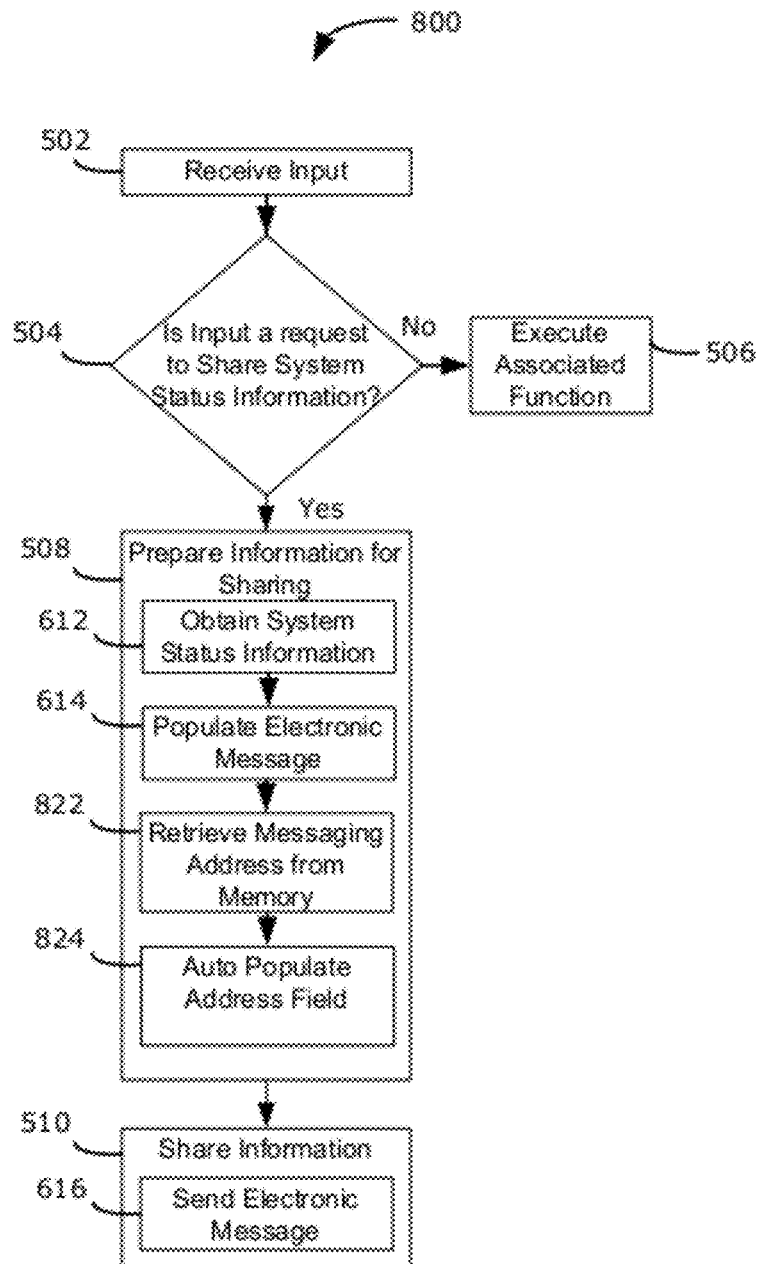 800
502
Receive Input
504
Is Input a request
to Share System
Status Information?
No
Execute
Associated
Function
506
Yes
508
Prepare Information for
Sharing
612
Obtain System
Status Information
614
Populate Electronic
Message
822
Retrieve Messaging
Address from
Memory
824
Auto Populate
Address Field
510
Share Information
616
Send Electronic
Message